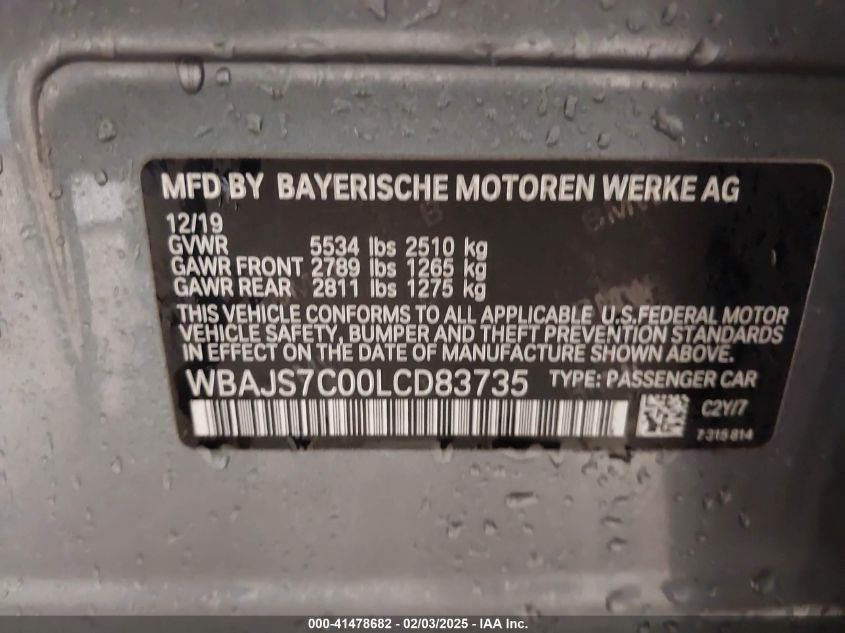 MFD BY BAYERISCHE MOTOREN WERKE AG
12/19
GVWR 5534 lbs 2510 kg
GAWR FRONT 2789 lbs 1265 kg
GAWR REAR 2811 lbs 1275 kg
THIS VEHICLE CONFORMS TO ALL APPLICABLE U.S.FEDERAL MOTOR
VEHICLE SAFETY, BUMPER AND THEFT PREVENTION STANDARDS
IN EFFECT ON THE DATE OF MANUFACTURE SHOWN ABOVE.
WBAJS7C00LCD83735 TYPE: PASSENGER CAR
C2Y/7
7 315 814
000-41478682 - 02/03/2025 - IAA Inc.